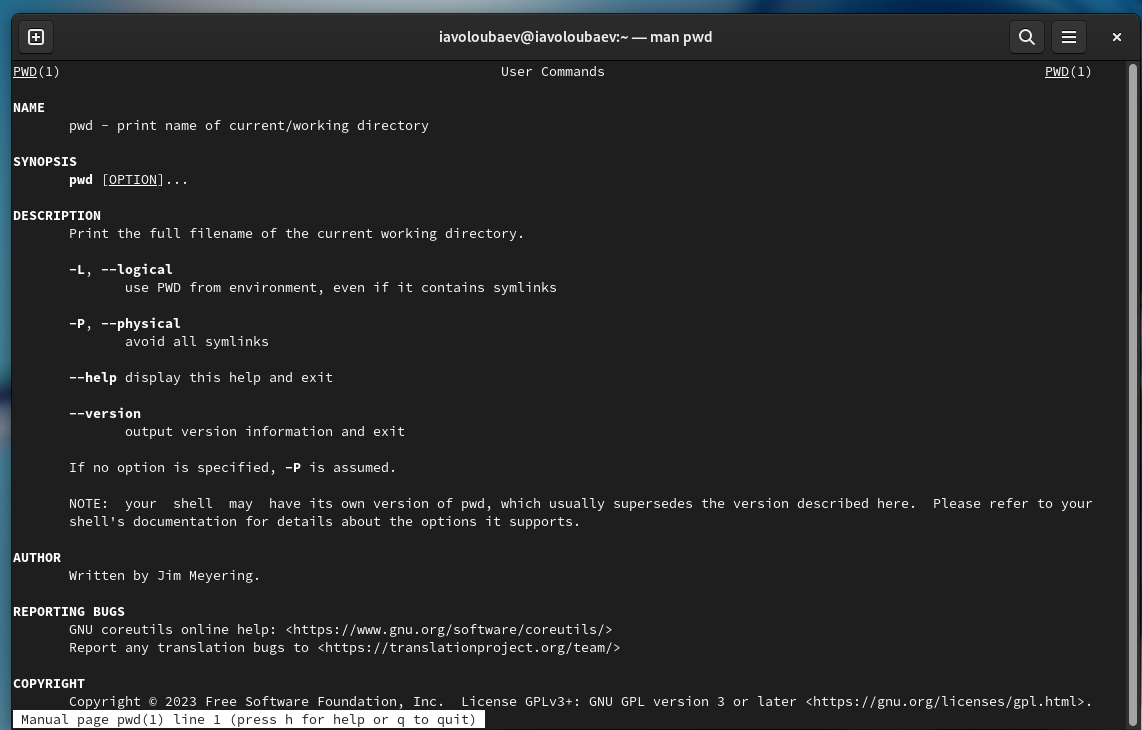 iavoloubaev@iavoloubaev:~ — man pwd
PWD(1) User Commands PWD(1)
NAME
pwd - print name of current/working directory
SYNOPSIS
pwd [OPTION]...
DESCRIPTION
Print the full filename of the current working directory.
-L, --logical
use PWD from environment, even if it contains symlinks
-P, --physical
avoid all symlinks
--help display this help and exit
--version
output version information and exit
If no option is specified, -P is assumed.
NOTE:  your  shell  may  have its own version of pwd, which usually supersedes the version described here.  Please refer to your
shell's documentation for details about the options it supports.
AUTHOR
Written by Jim Meyering.
REPORTING BUGS
GNU coreutils online help: <https://www.gnu.org/software/coreutils/>
Report any translation bugs to <https://translationproject.org/team/>
COPYRIGHT
Copyright © 2023 Free Software Foundation, Inc.  License GPLv3+: GNU GPL version 3 or later <https://gnu.org/licenses/gpl.html>.
Manual page pwd(1) line 1 (press h for help or q to quit)